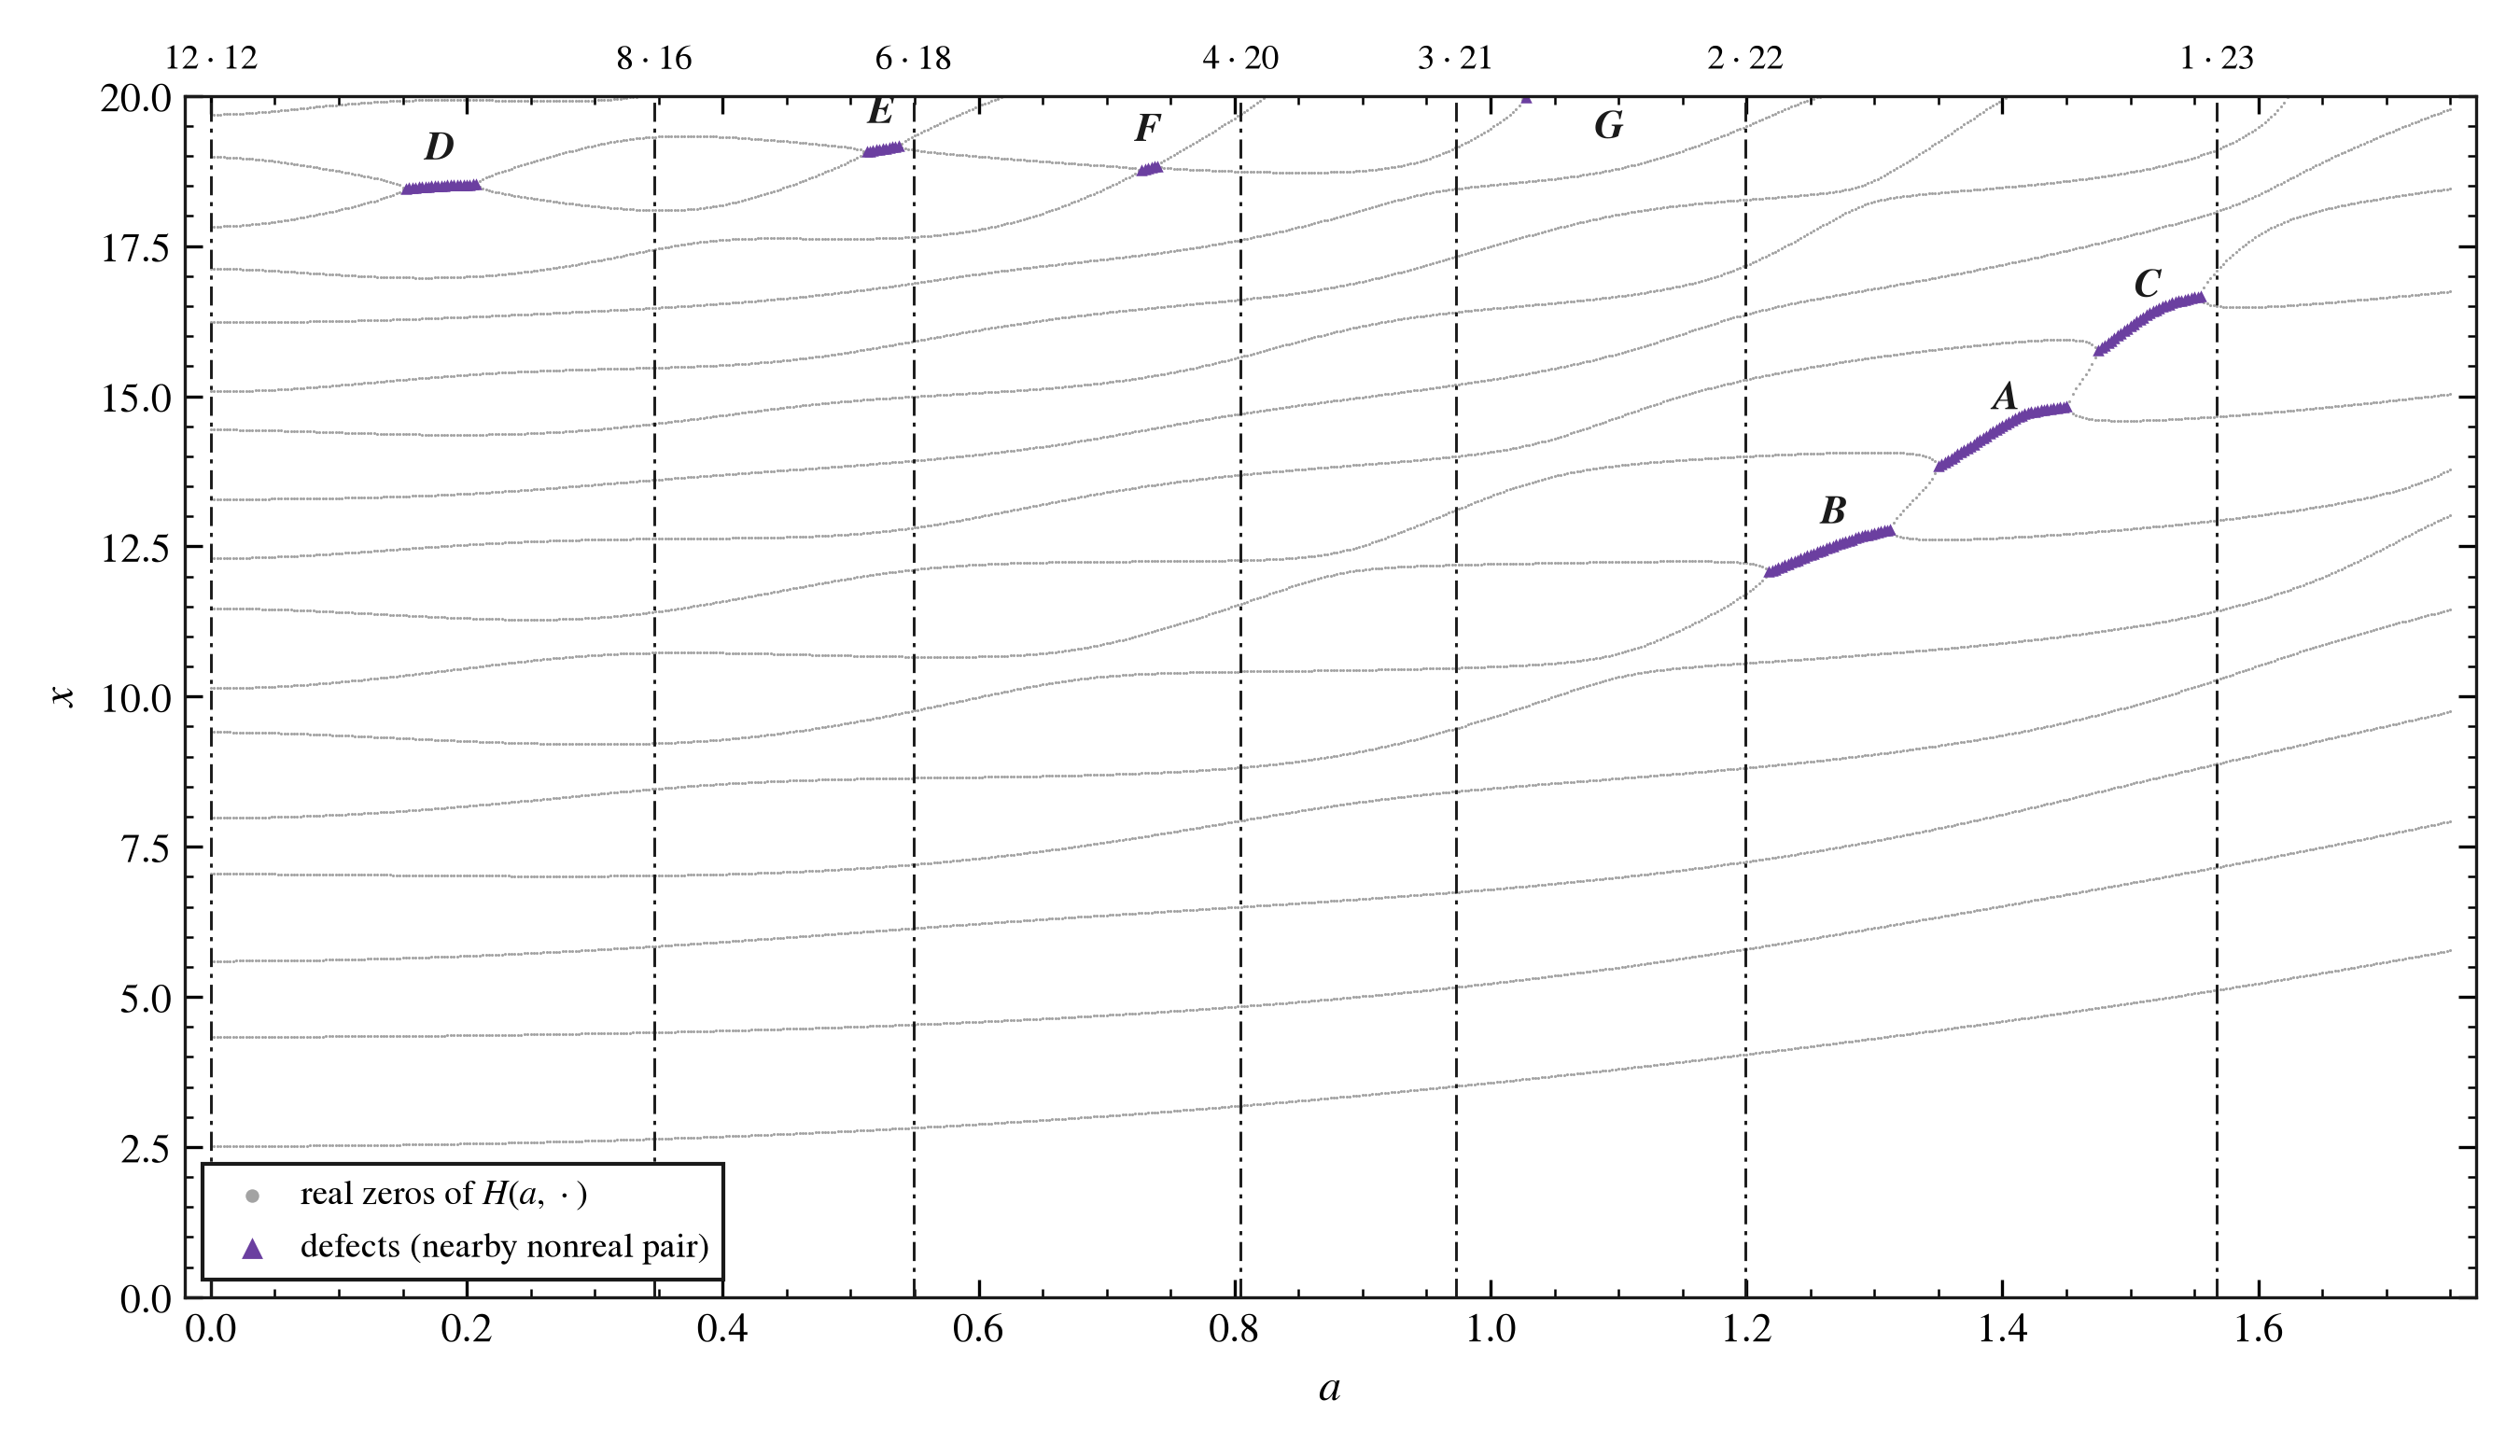 12 · 12 8 · 16 6 · 18 4 · 20 3 · 21 2 · 22 1 · 23
20.0
E
F
G
D
17.5
C
15.0
A
B
12.5
x
10.0
7.5
5.0
2.5
real zeros of H(a, ·)
defects (nearby nonreal pair)
0.0
0.0 0.2 0.4 0.6 0.8 1.0 1.2 1.4 1.6
a